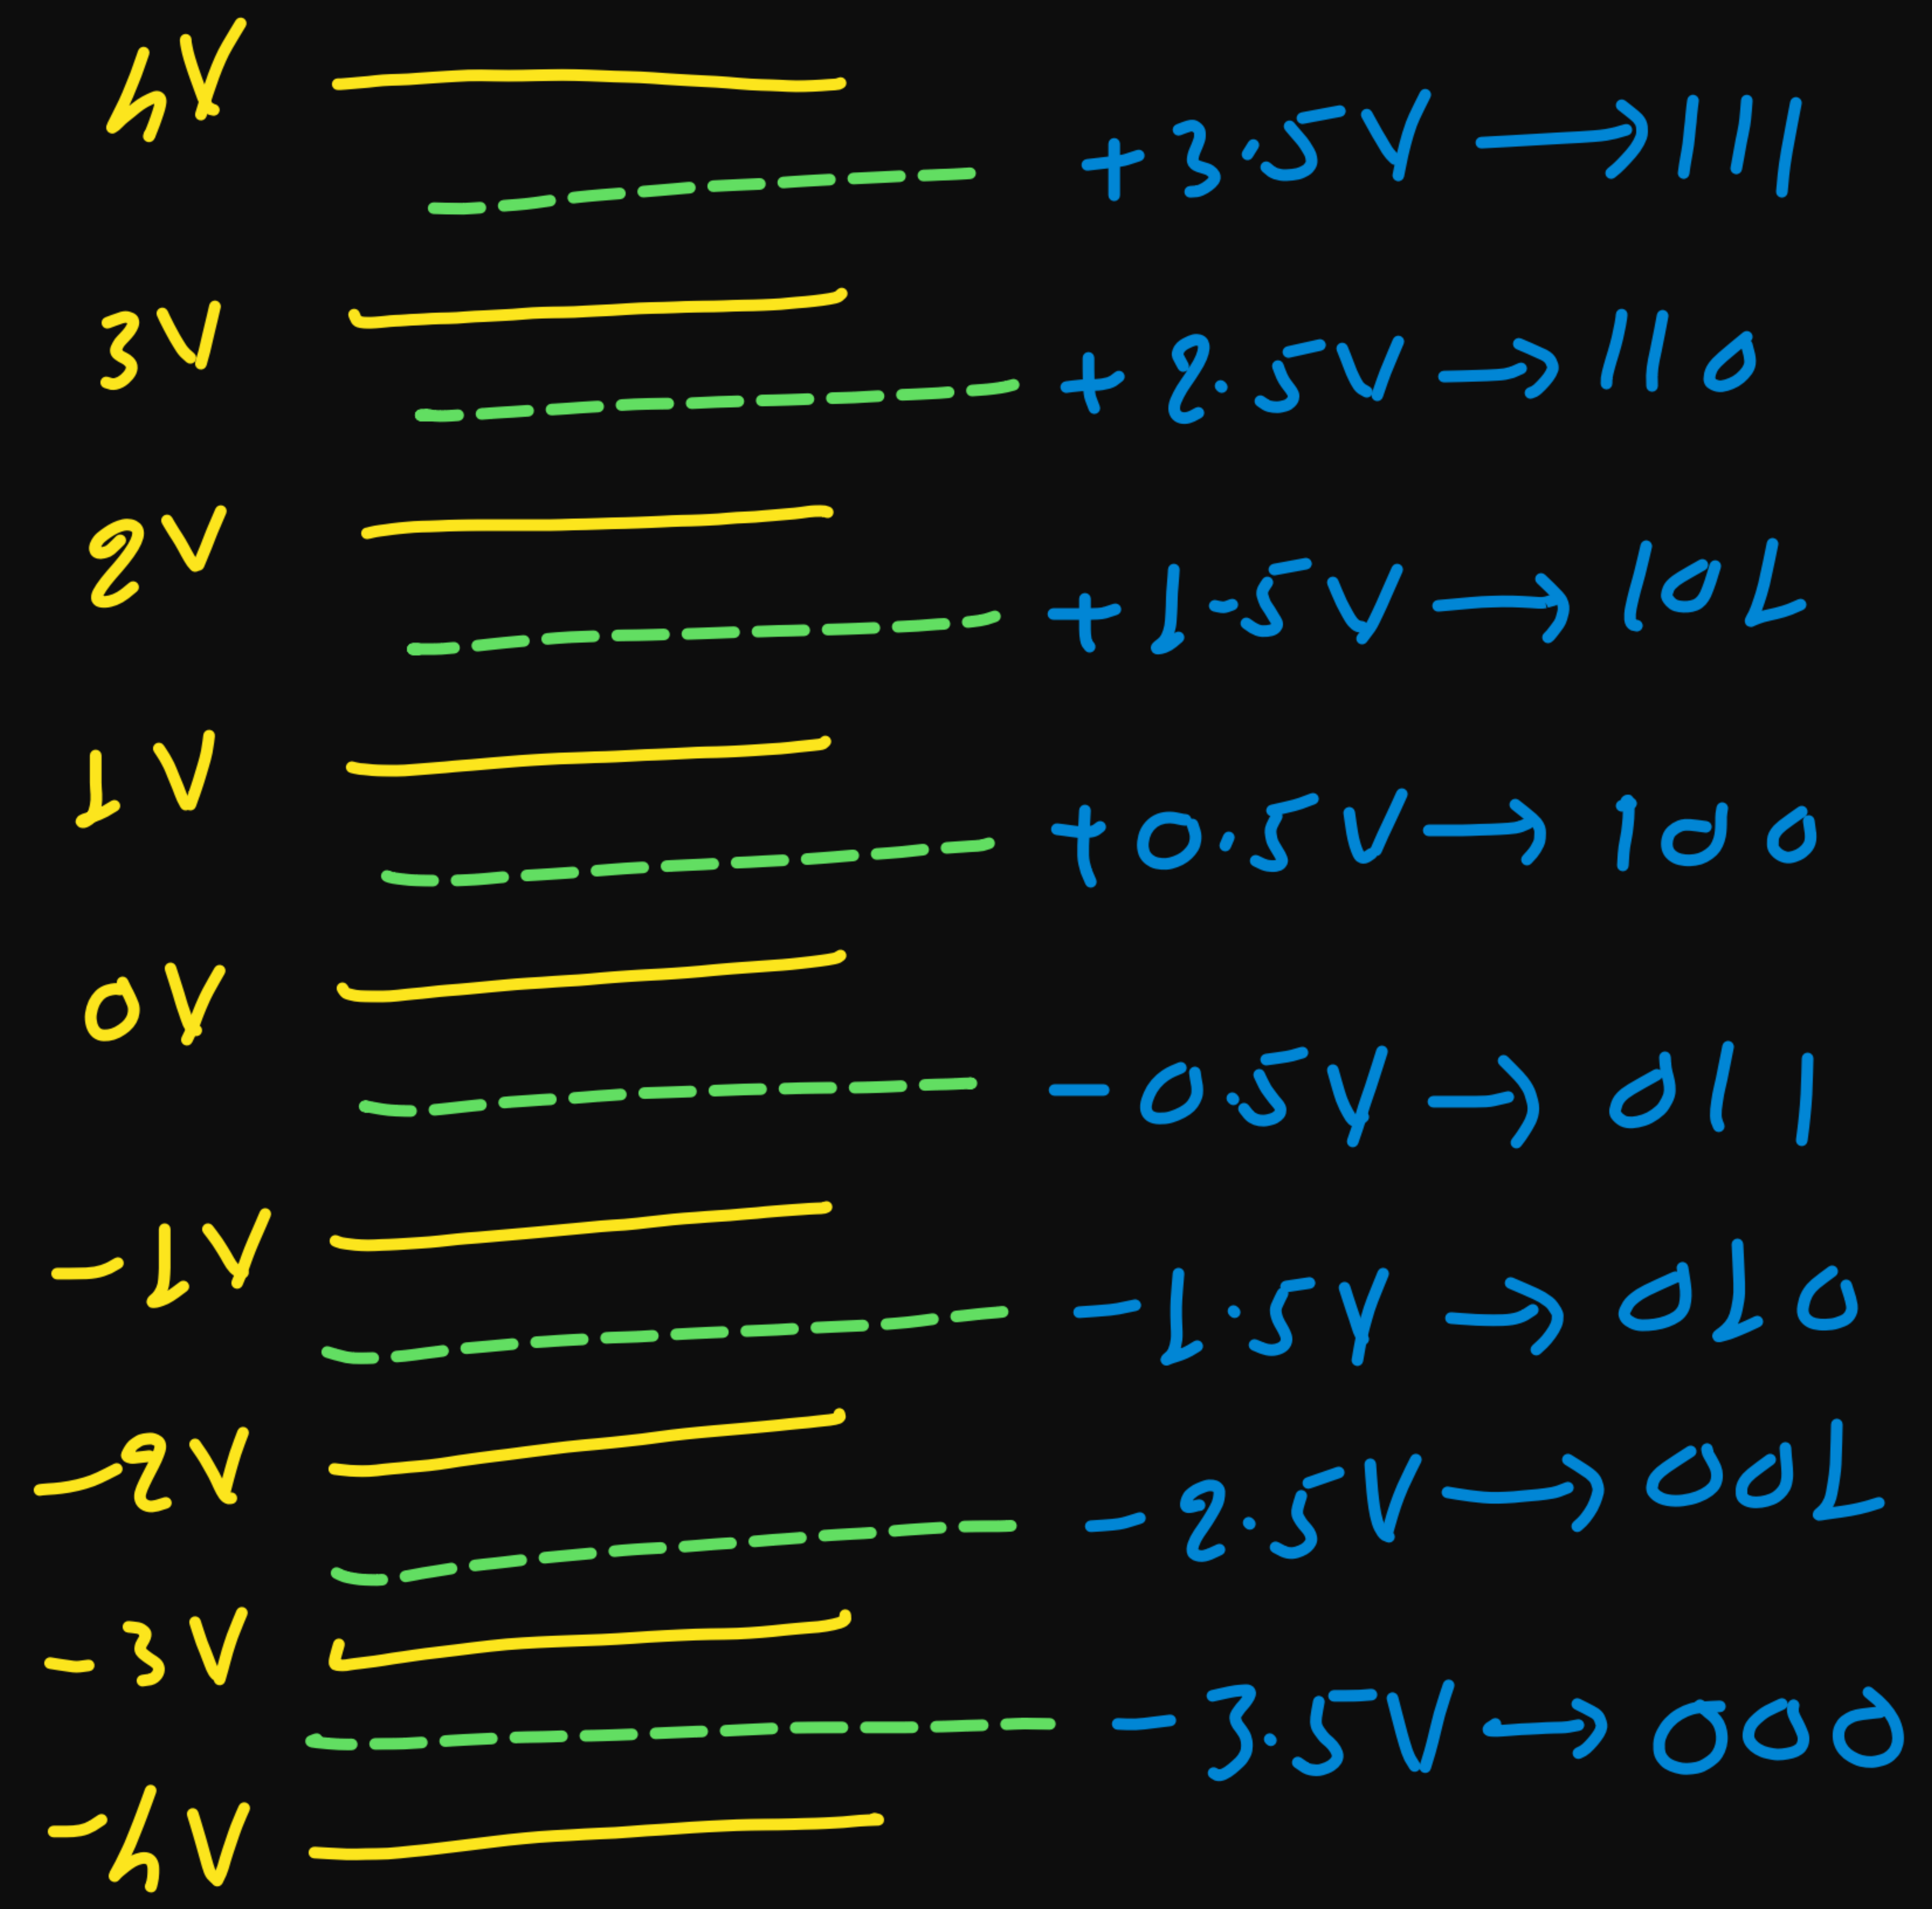 4V
+3.5V → 111
3V
+2.5V → 110
2V
+1.5V → 101
1V
+0.5V → 100
0V
-0.5V → 011
-1V
-1.5V → 010
-2V
-2.5V → 001
-3V
-3.5V → 000
-4V